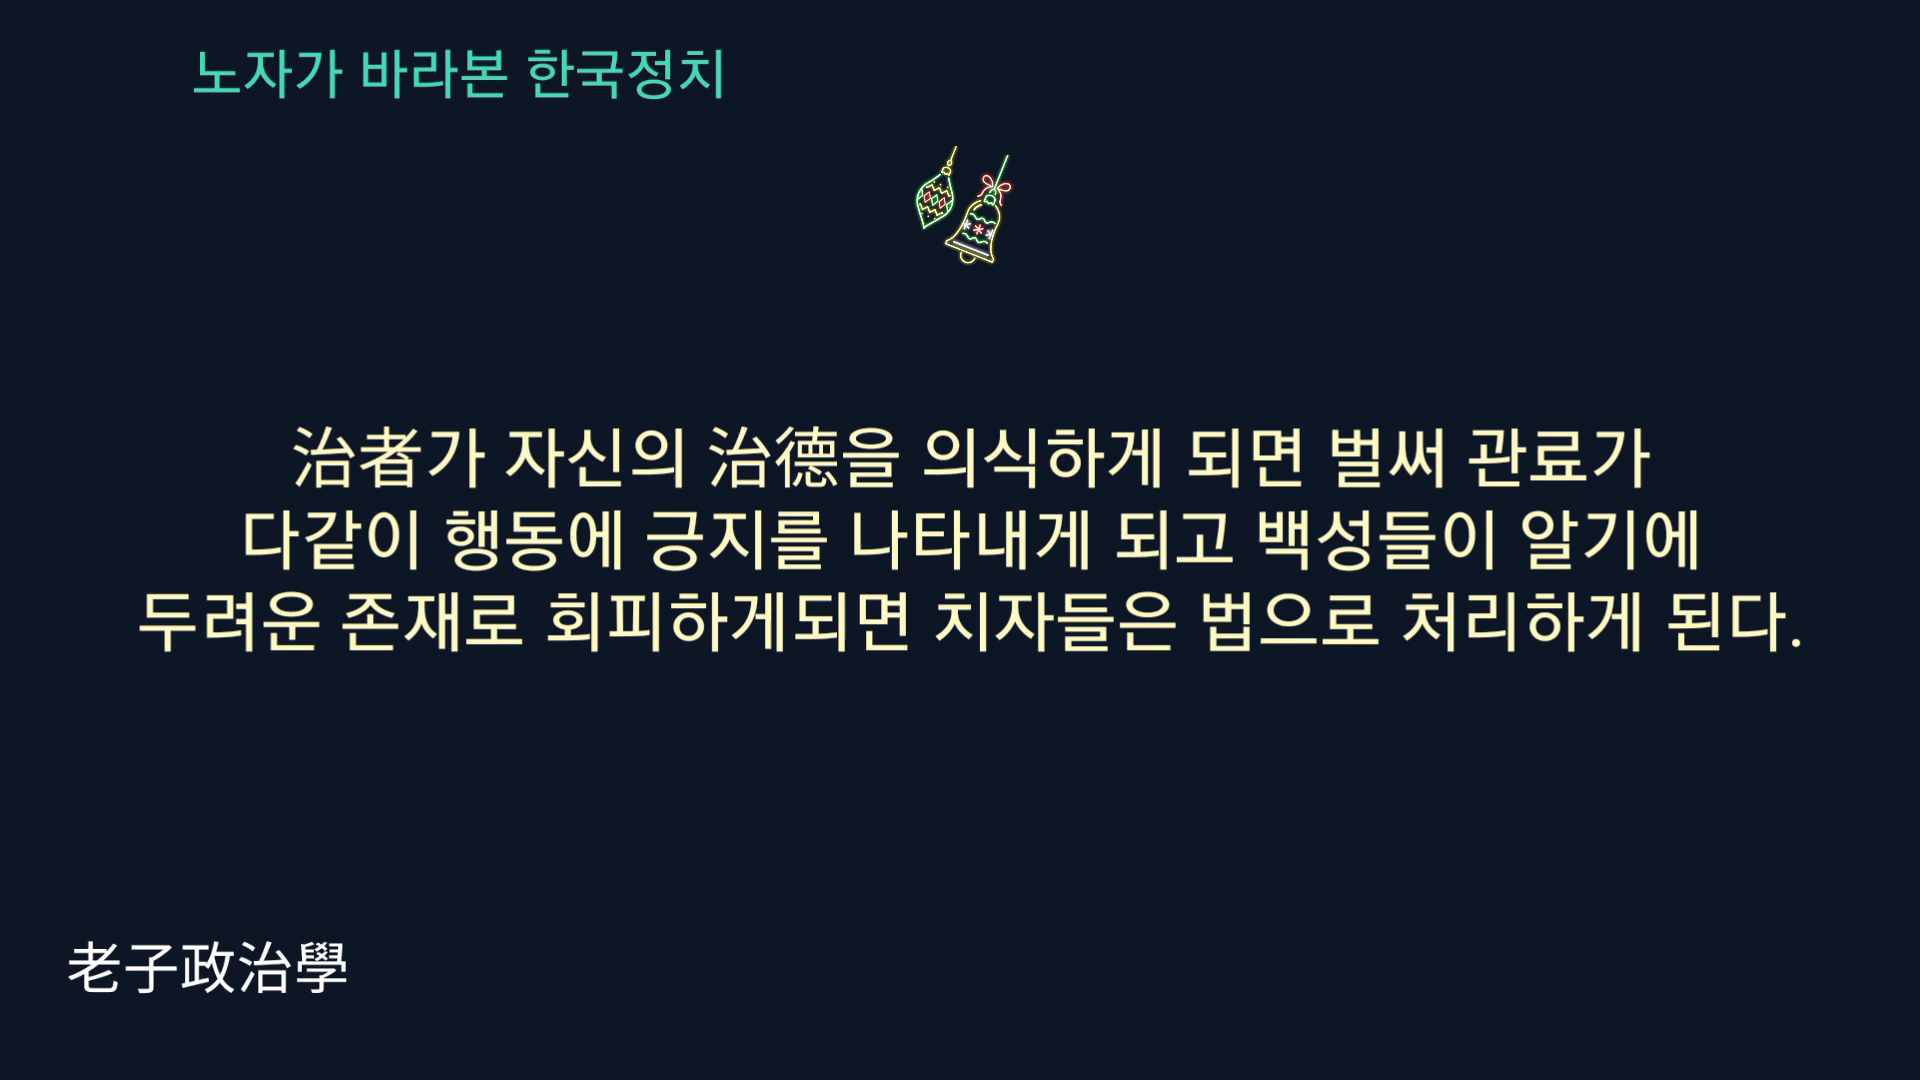 노자가 바라본 한국정치
治者가 자신의 治德을 의식하게 되면 벌써 관료가
다같이 행동에 긍지를 나타내게 되고 백성들이 알기에
두려운 존재로 회피하게되면 치자들은 법으로 처리하게 된다.
老子政治學